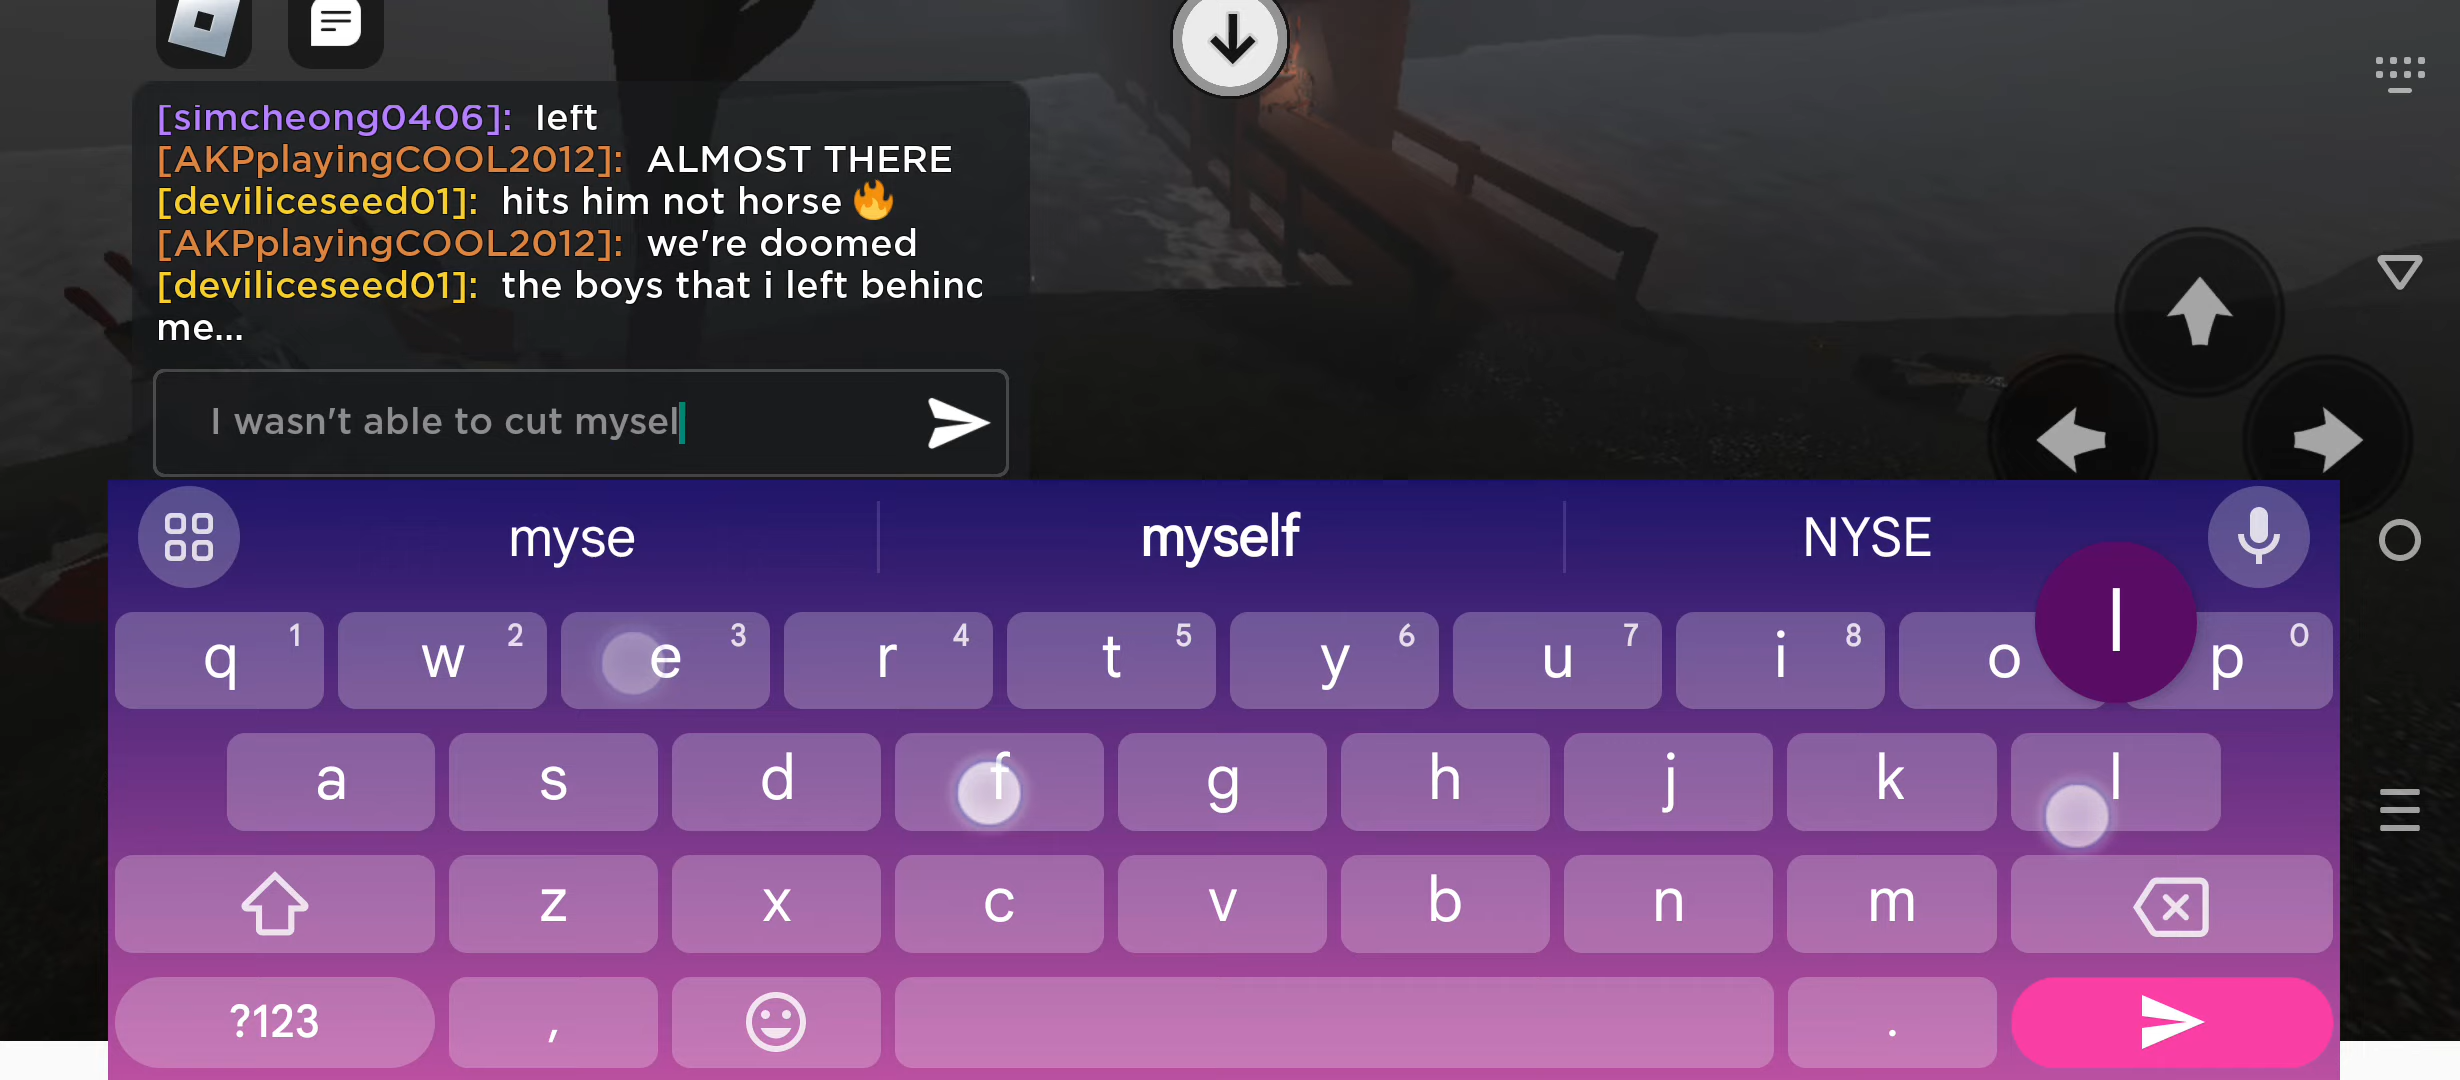 [simcheong0406]: left
[AKPplayingCOOL2012]: ALMOST THERE
[deviliceseed01]: hits him not horse 🔥
[AKPplayingCOOL2012]: we're doomed
[deviliceseed01]: the boys that i left behind
me...
I wasn't able to cut mysel
myse myself NYSE
q 1 w 2 e 3 r 4 t 5 y 6 u 7 i 8 o l p 0
a s d f g h j k l
z x c v b n m
?123 , .